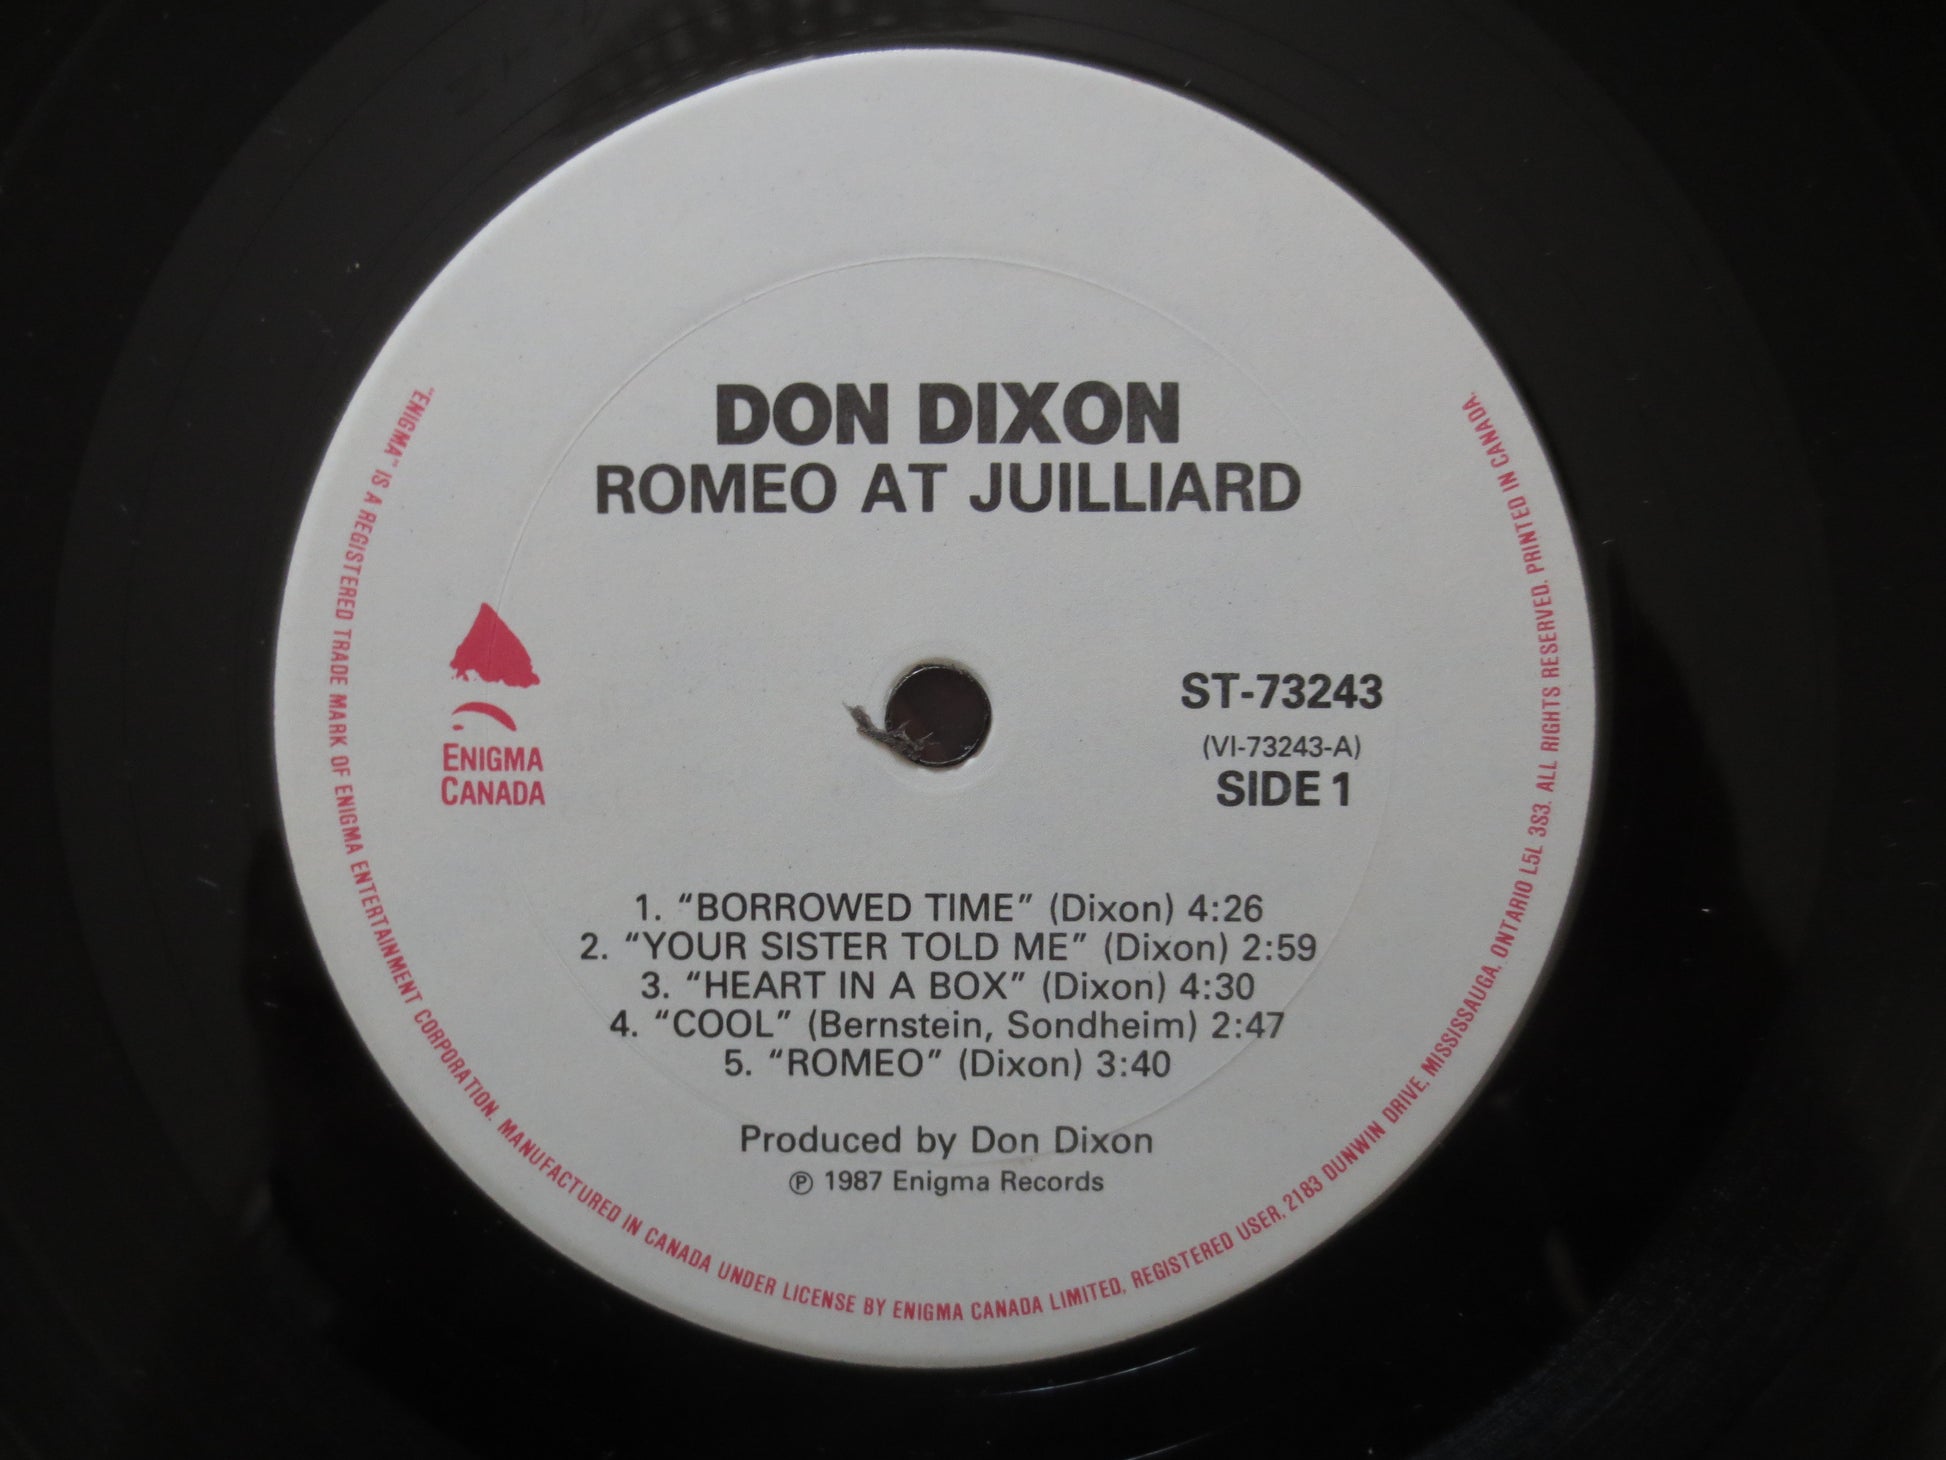 DON DIXON
ROMEO AT JUILLIARD
ENIGMA
CANADA
ST-73243
(VI-73243-A)
SIDE 1
1. “BORROWED TIME” (Dixon) 4:26
2. “YOUR SISTER TOLD ME” (Dixon) 2:59
3. “HEART IN A BOX” (Dixon) 4:30
4. “COOL” (Bernstein, Sondheim) 2:47
5. “ROMEO” (Dixon) 3:40
Produced by Don Dixon
℗ 1987 Enigma Records
“ENIGMA” IS A REGISTERED TRADE MARK OF ENIGMA ENTERTAINMENT CORPORATION. MANUFACTURED IN CANADA UNDER LICENSE BY ENIGMA CANADA LIMITED, REGISTERED USER, 2183 DUNWIN DRIVE, MISSISSAUGA, ONTARIO L5L 3S3. ALL RIGHTS RESERVED. PRINTED IN CANADA.